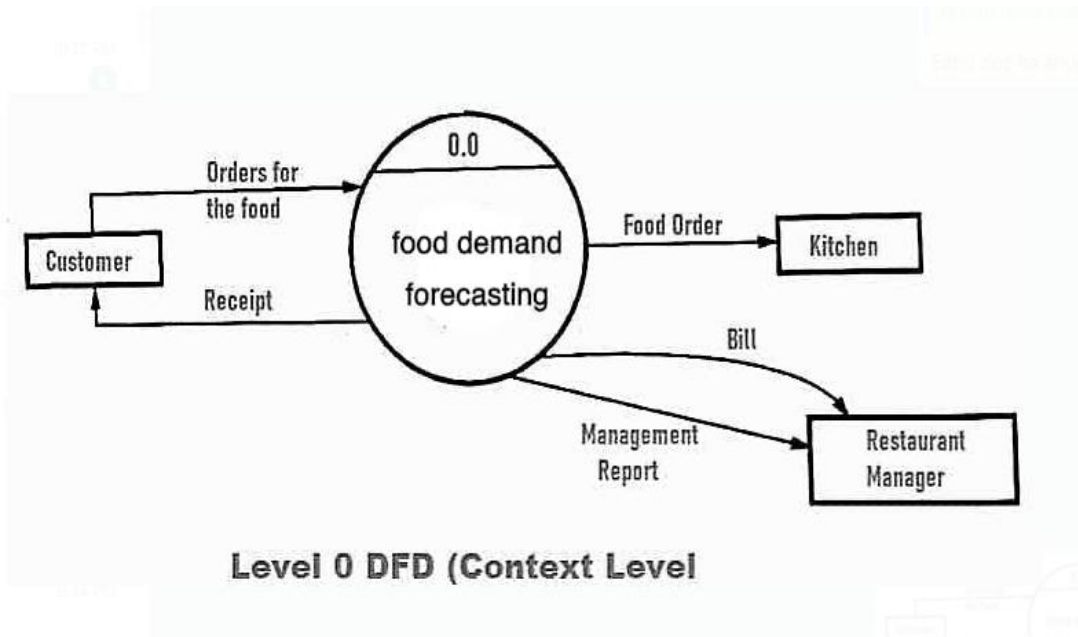 0.0
Orders for
the food
food demand
forecasting
Customer
Receipt
Food Order
Kitchen
Bill
Management
Report
Restaurant
Manager
Level 0 DFD (Context Level